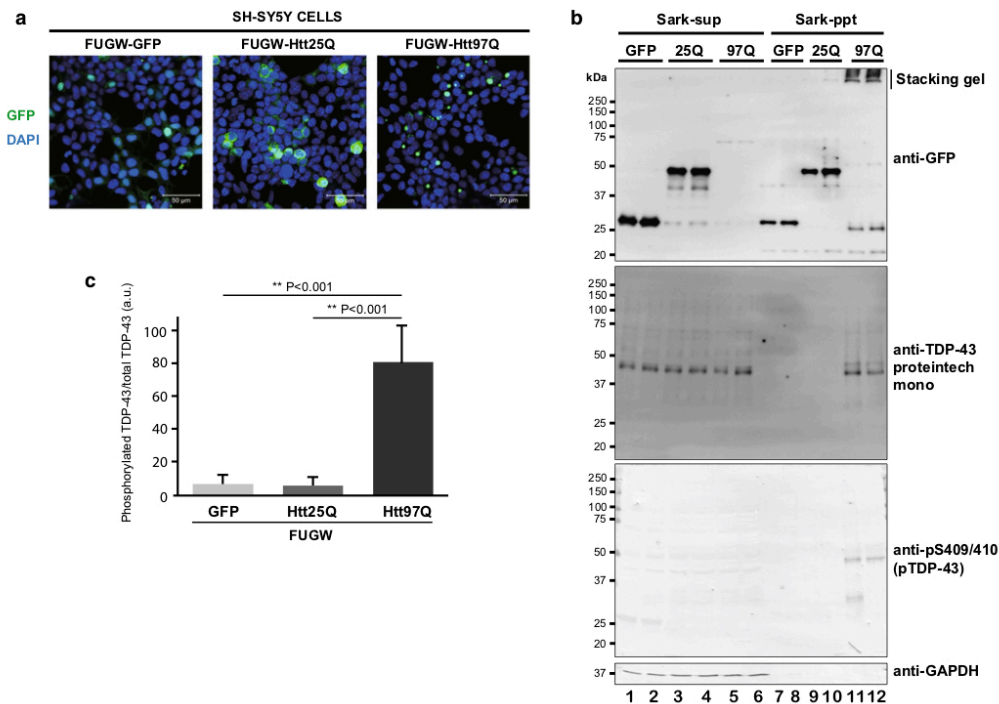 a
SH-SY5Y CELLS
FUGW-GFP FUGW-Htt25Q FUGW-Htt97Q
GFP
DAPI
50 µm 50 µm 50 µm
b
Sark-sup Sark-ppt
GFP 25Q 97Q GFP 25Q 97Q
kDa
Stacking gel
250
150
100
75
50
37
25
20
anti-GFP
250
150
100
75
50
37
25
20
anti-TDP-43
proteintech
mono
250
150
100
75
50
37
25
20
anti-pS409/410
(pTDP-43)
37
anti-GAPDH
1 2 3 4 5 6 7 8 9 10 11 12
c
** P<0.001
** P<0.001
Phosphorylated TDP-43/total TDP-43 (a.u.)
100
80
60
40
20
0
GFP Htt25Q Htt97Q
FUGW